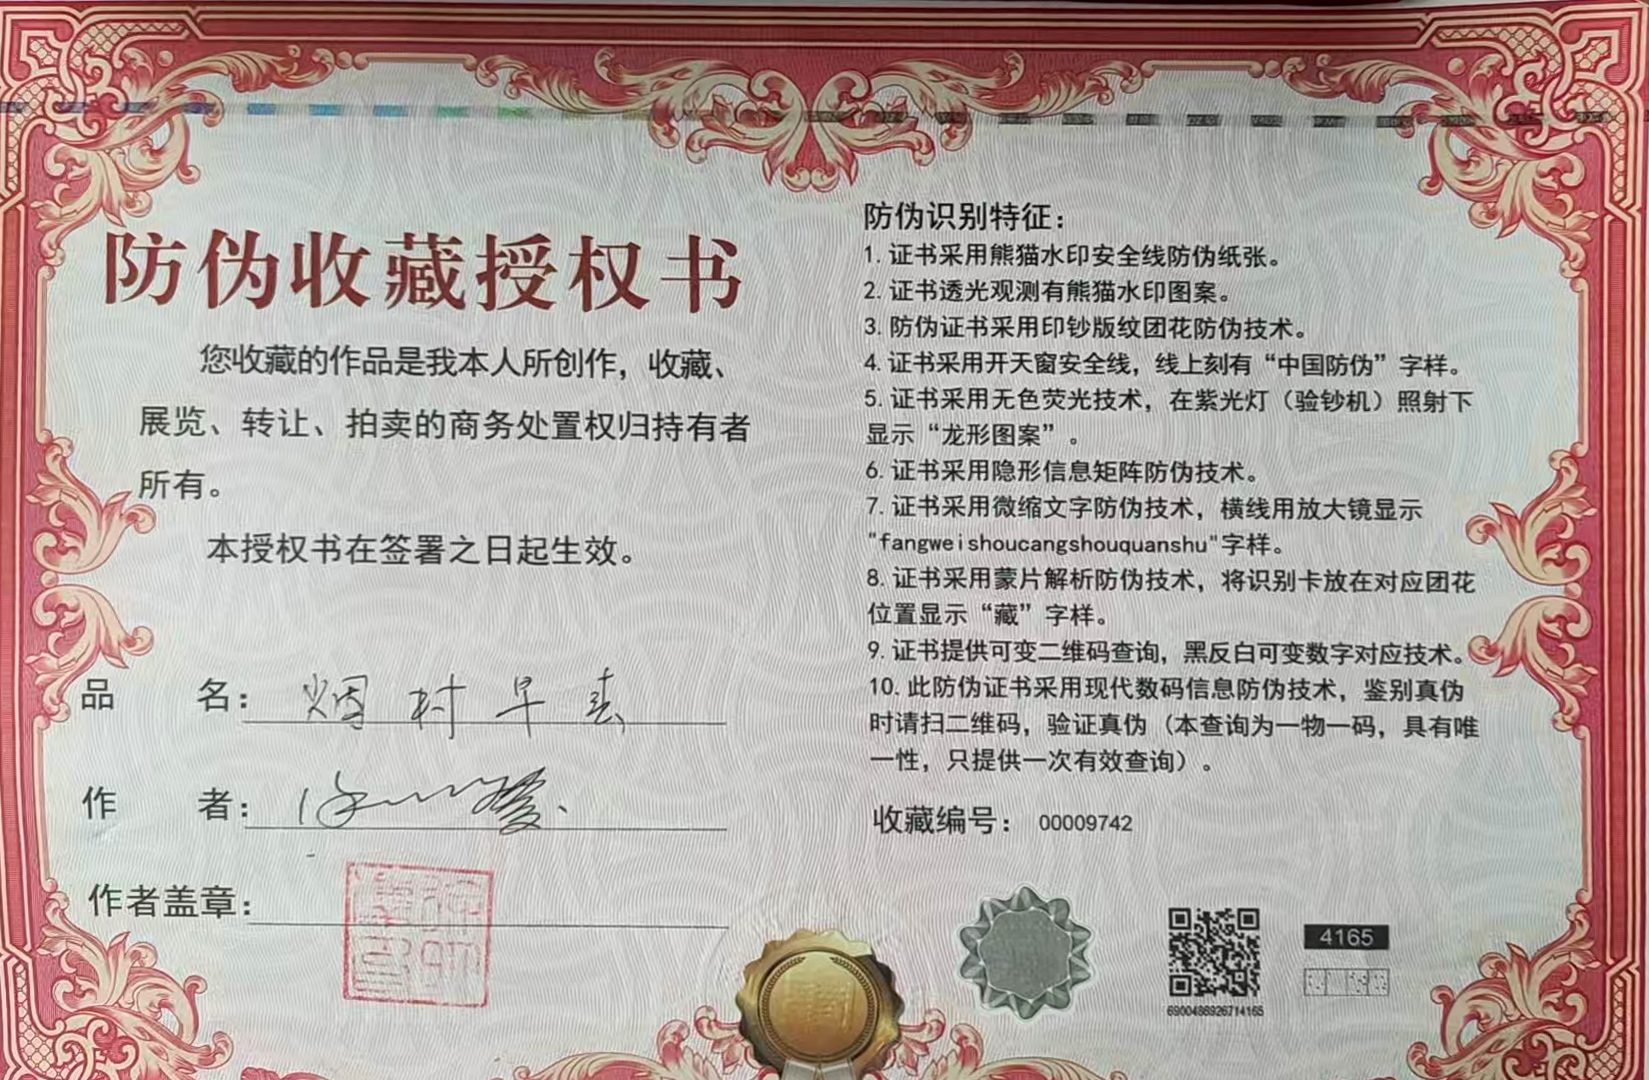 防伪收藏授权书
您收藏的作品是我本人所创作，收藏、
展览、转让、拍卖的商务处置权归持有者
所有。
本授权书在签署之日起生效。
品 名：烟村早春
作 者：
作者盖章：
防伪识别特征：
1. 证书采用熊猫水印安全线防伪纸张。
2. 证书透光观测有熊猫水印图案。
3. 防伪证书采用印钞版纹团花防伪技术。
4. 证书采用开天窗安全线，线上刻有“中国防伪”字样。
5. 证书采用无色荧光技术，在紫光灯（验钞机）照射下
显示“龙形图案”。
6. 证书采用隐形信息矩阵防伪技术。
7. 证书采用微缩文字防伪技术，横线用放大镜显示
"fangweishoucangshouquanshu"字样。
8. 证书采用蒙片解析防伪技术，将识别卡放在对应团花
位置显示“藏”字样。
9. 证书提供可变二维码查询，黑反白可变数字对应技术。
10. 此防伪证书采用现代数码信息防伪技术，鉴别真伪
时请扫二维码，验证真伪（本查询为一物一码，具有唯
一性，只提供一次有效查询）。
收藏编号： 00009742
4165
6900486926714165